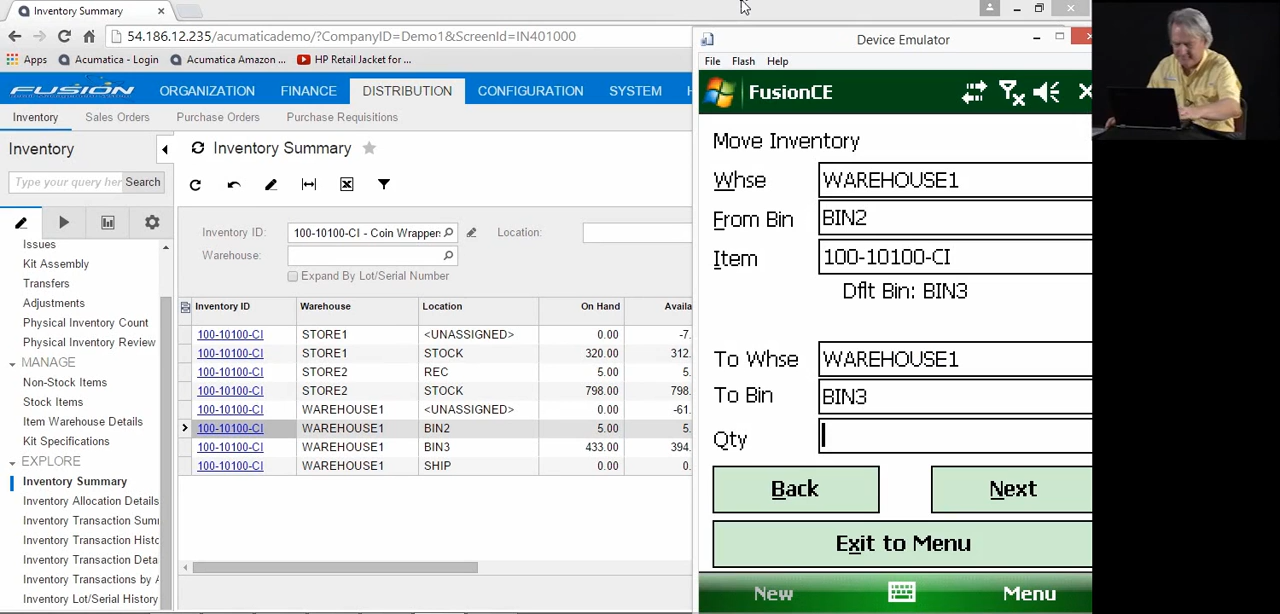 Inventory Summary
54.186.12.235/acumaticademo/?CompanyID=Demo1&ScreenId=IN401000
Apps Acumatica - Login Acumatica Amazon ... HP Retail Jacket for ...
FUSION ORGANIZATION FINANCE DISTRIBUTION CONFIGURATION SYSTEM H
Inventory Sales Orders Purchase Orders Purchase Requisitions
Inventory
Type your query her Search
Issues
Kit Assembly
Transfers
Adjustments
Physical Inventory Count
Physical Inventory Review
MANAGE
Non-Stock Items
Stock Items
Item Warehouse Details
Kit Specifications
EXPLORE
Inventory Summary
Inventory Allocation Details
Inventory Transaction Sum
Inventory Transaction Histo
Inventory Transaction Deta
Inventory Transactions by A
Inventory Lot/Serial History
Inventory Summary
Inventory ID: 100-10100-CI - Coin Wrapper: Location:
Warehouse:
Expand By Lot/Serial Number
Inventory ID Warehouse Location On Hand Availa
100-10100-CI STORE1 <UNASSIGNED> 0.00 -7.
100-10100-CI STORE1 STOCK 320.00 312.
100-10100-CI STORE2 REC 5.00 5.
100-10100-CI STORE2 STOCK 798.00 798.
100-10100-CI WAREHOUSE1 <UNASSIGNED> 0.00 -61.
100-10100-CI WAREHOUSE1 BIN2 5.00 5.
100-10100-CI WAREHOUSE1 BIN3 433.00 394.
100-10100-CI WAREHOUSE1 SHIP 0.00 0.
Device Emulator
File Flash Help
FusionCE
Move Inventory
Whse WAREHOUSE1
From Bin BIN2
Item 100-10100-CI
Dflt Bin: BIN3
To Whse WAREHOUSE1
To Bin BIN3
Qty
Back Next
Exit to Menu
New Menu